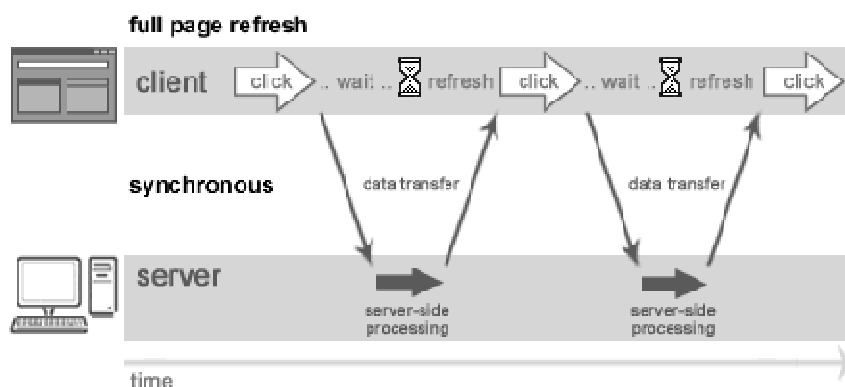 full page refresh
client click .. wait .. refresh click .. wait .. refresh click
synchronous data transfer data transfer
server
server-side server-side
processing processing
time